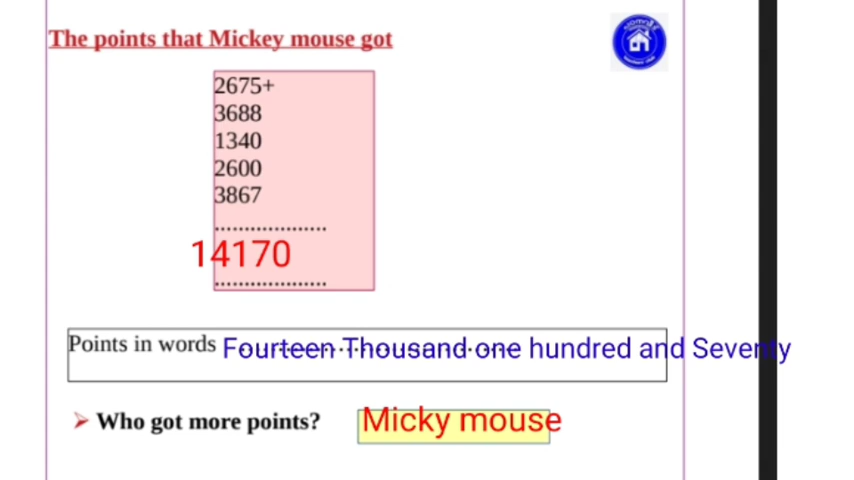 The points that Mickey mouse got
2675+
3688
1340
2600
3867
...................
14170
...................
Points in words Fourteen Thousand one hundred and Seventy
➢ Who got more points? Micky mouse